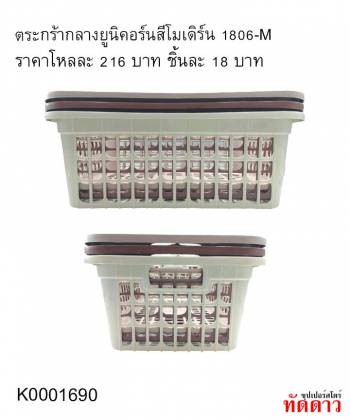 ตระกร้ากลางยูนิคอร์นสีโมเดิร์น 1806-M
ราคาโหลละ 216 บาท ชิ้นละ 18 บาท
K0001690
ซุปเปอร์สโตร์
ทัดดาว